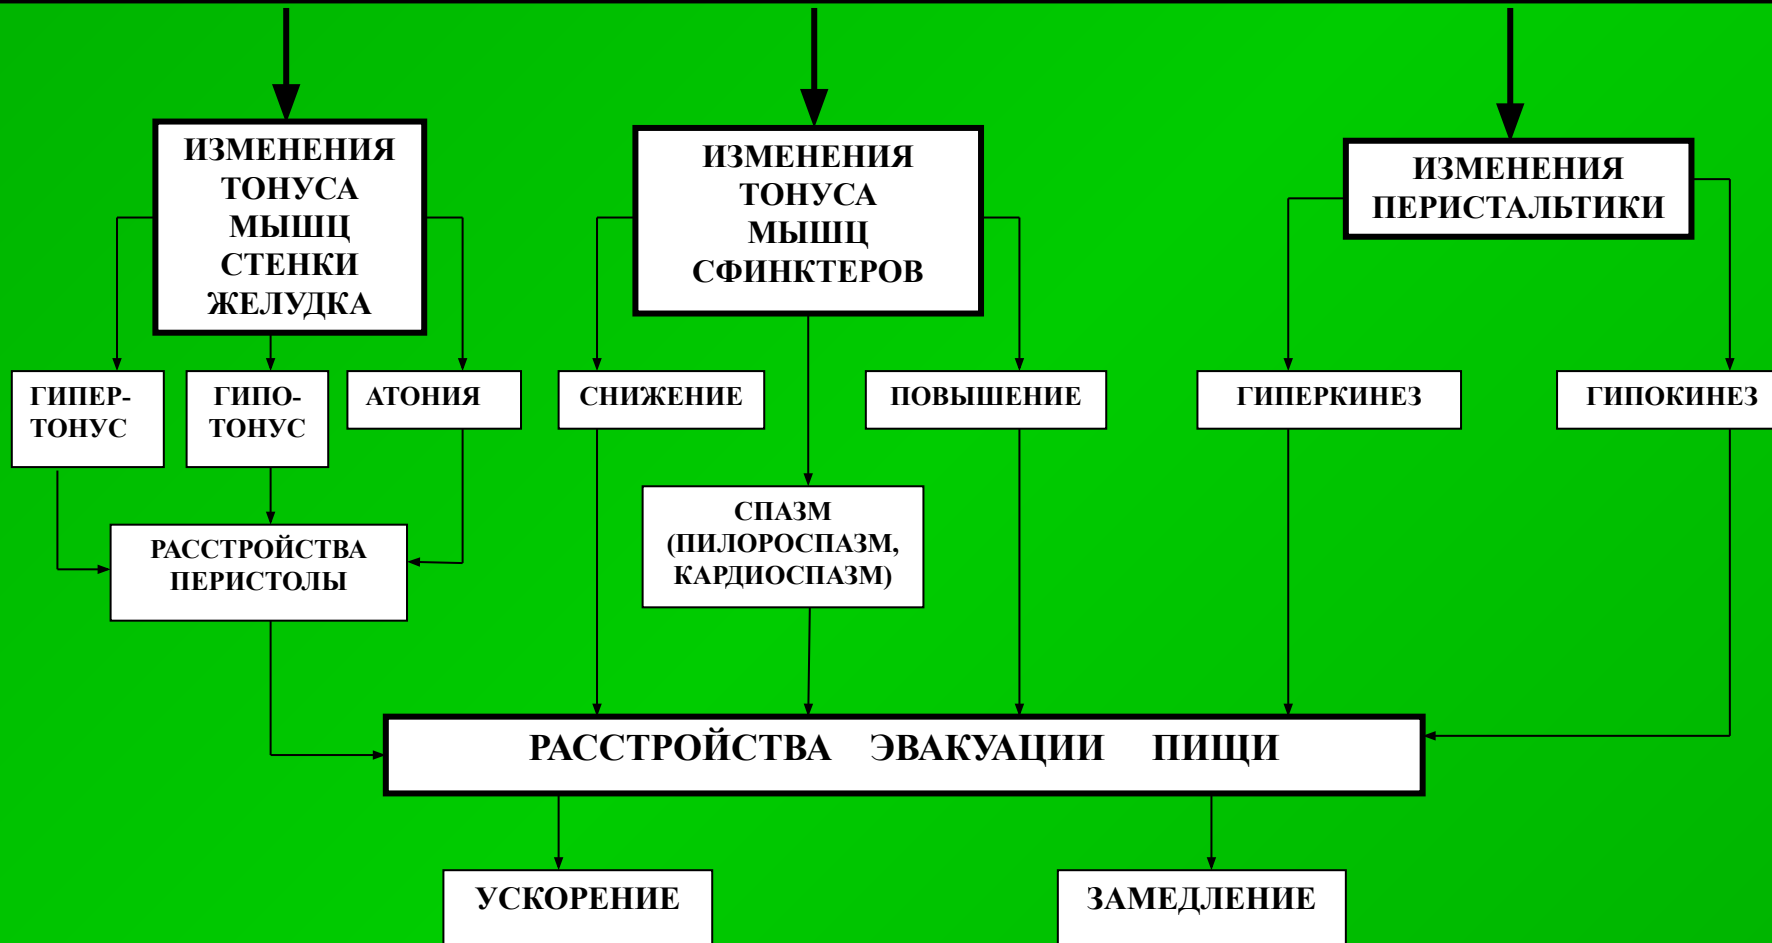 ИЗМЕНЕНИЯ
ТОНУСА
МЫШЦ
СТЕНКИ
ЖЕЛУДКА
ИЗМЕНЕНИЯ
ТОНУСА
МЫШЦ
СФИНКТЕРОВ
ИЗМЕНЕНИЯ
ПЕРИСТАЛЬТИКИ
ГИПЕР-
ТОНУС
ГИПО-
ТОНУС
АТОНИЯ
СНИЖЕНИЕ
ПОВЫШЕНИЕ
ГИПЕРКИНЕЗ
ГИПОКИНЕЗ
РАССТРОЙСТВА
ПЕРИСТОЛЫ
СПАЗМ
(ПИЛОРОСПАЗМ,
КАРДИОСПАЗМ)
РАССТРОЙСТВА ЭВАКУАЦИИ ПИЩИ
УСКОРЕНИЕ
ЗАМЕДЛЕНИЕ